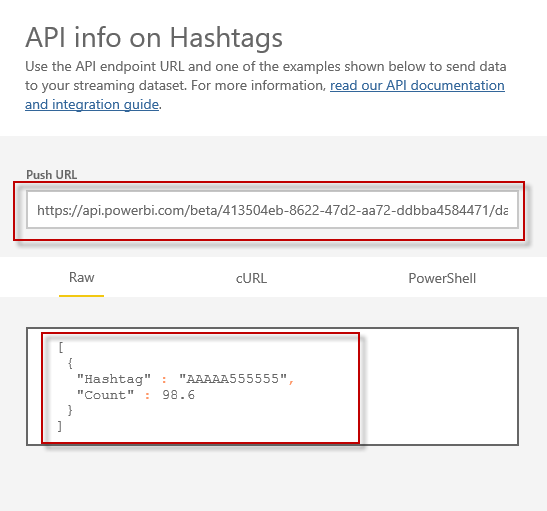 API info on Hashtags
Use the API endpoint URL and one of the examples shown below to send data
to your streaming dataset. For more information, read our API documentation
and integration guide.
Push URL
https://api.powerbi.com/beta/413504eb-8622-47d2-aa72-ddbba4584471/da
Raw cURL PowerShell
[
{
"Hashtag" : "AAAAA555555",
"Count" : 98.6
}
]